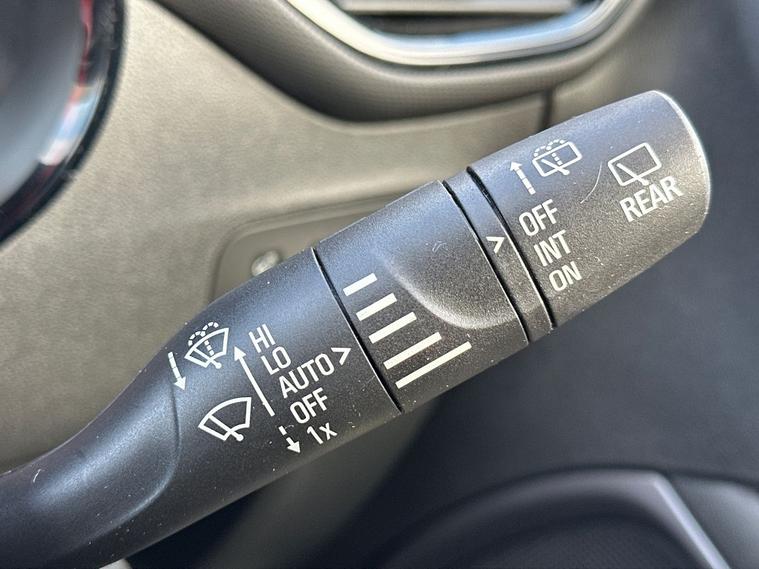 HI
LO
AUTO
OFF
1x
OFF
INT
ON
REAR